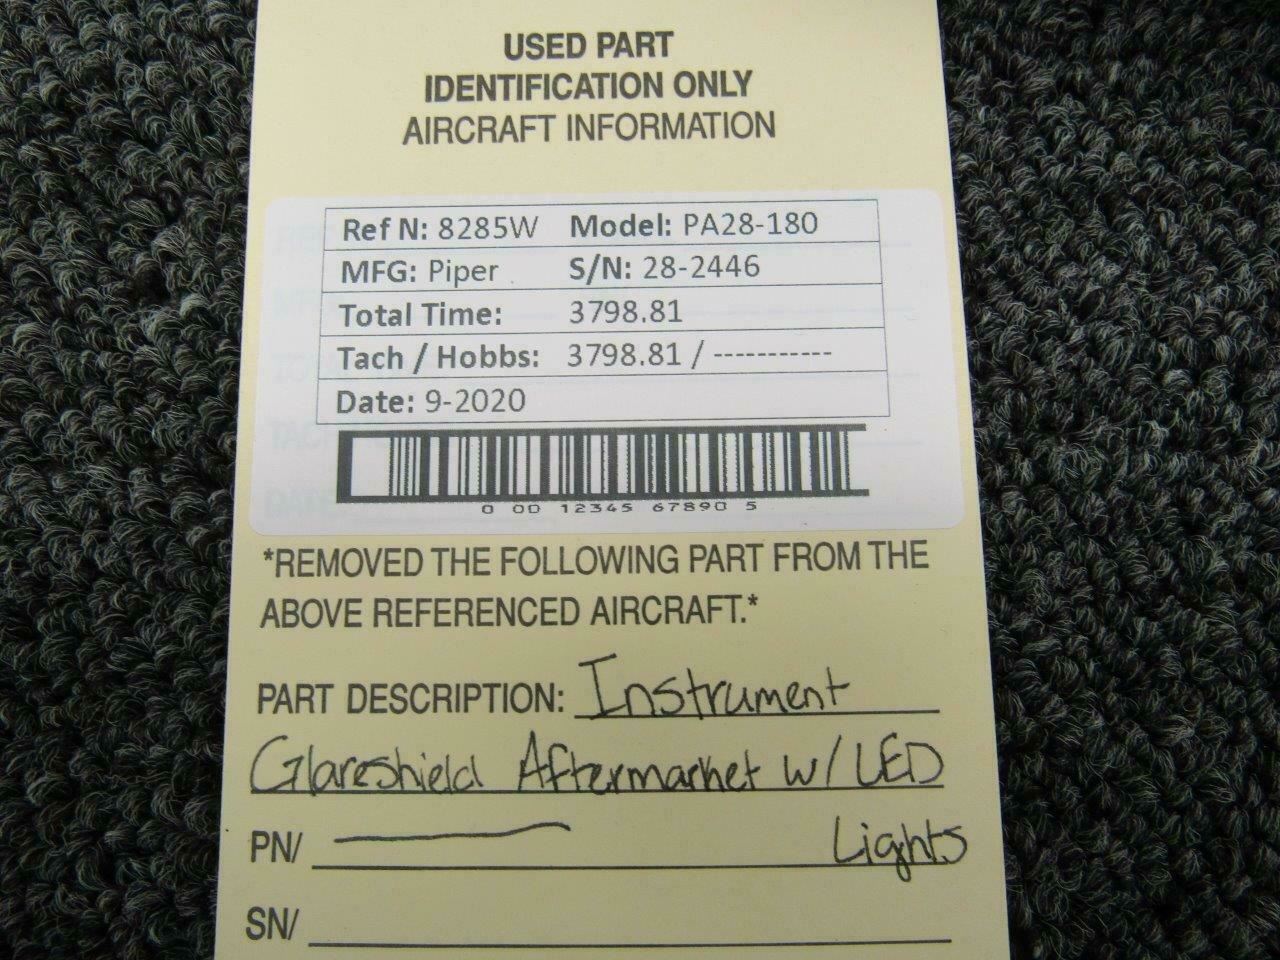 USED PART
IDENTIFICATION ONLY
AIRCRAFT INFORMATION
Ref N: 8285W Model: PA28-180
MFG: Piper S/N: 28-2446
Total Time: 3798.81
Tach / Hobbs: 3798.81 / -----------
Date: 9-2020
0 00 12345 67890 5
*REMOVED THE FOLLOWING PART FROM THE
ABOVE REFERENCED AIRCRAFT.*
PART DESCRIPTION: Instrument
Glareshield Aftermarket w/ LED
PN/ Lights
SN/